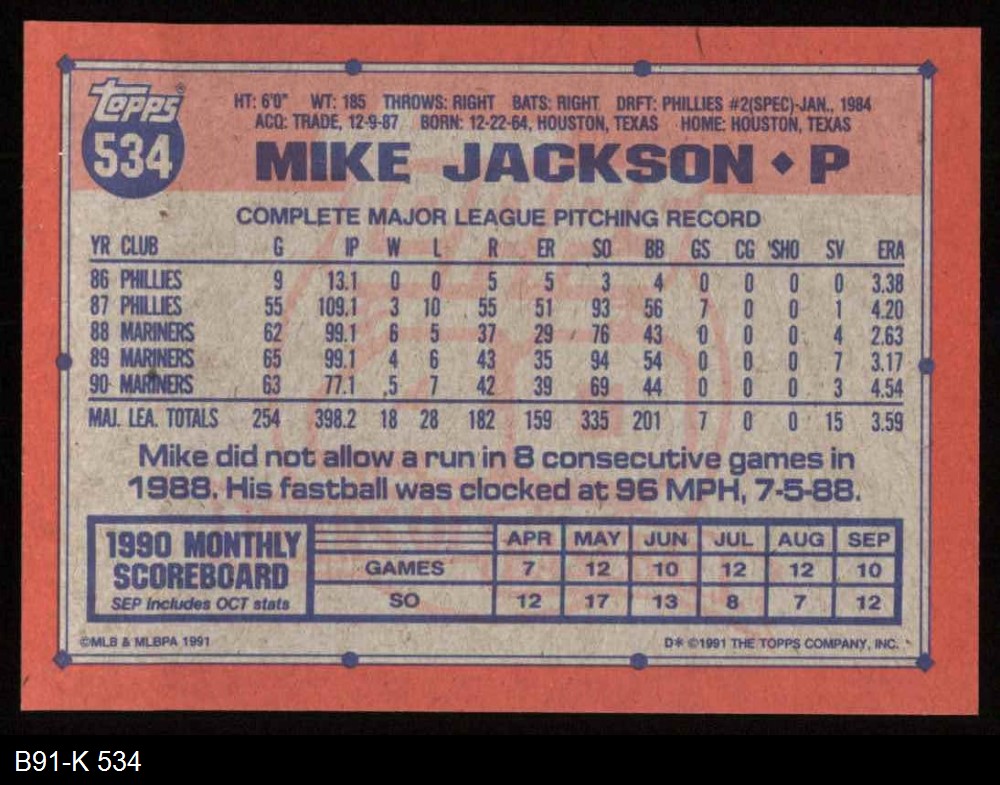 TOPPS®
534
HT: 6'0" WT: 185 THROWS: RIGHT BATS: RIGHT DRFT: PHILLIES #2(SPEC)-JAN., 1984
ACQ: TRADE, 12-9-87 BORN: 12-22-64, HOUSTON, TEXAS HOME: HOUSTON, TEXAS
MIKE JACKSON ◆ P
COMPLETE MAJOR LEAGUE PITCHING RECORD
YR CLUB G IP W L R ER SO BB GS CG SHO SV ERA
86 PHILLIES 9 13.1 0 0 5 5 3 4 0 0 0 0 3.38
87 PHILLIES 55 109.1 3 10 55 51 93 56 7 0 0 1 4.20
88 MARINERS 62 99.1 6 5 37 29 76 43 0 0 0 4 2.63
89 MARINERS 65 99.1 4 6 43 35 94 54 0 0 0 7 3.17
90 MARINERS 63 77.1 5 7 42 39 69 44 0 0 0 3 4.54
MAJ. LEA. TOTALS 254 398.2 18 28 182 159 335 201 7 0 0 15 3.59
Mike did not allow a run in 8 consecutive games in
1988. His fastball was clocked at 96 MPH, 7-5-88.
1990 MONTHLY
SCOREBOARD
SEP includes OCT stats
APR MAY JUN JUL AUG SEP
GAMES 7 12 10 12 12 10
SO 12 17 13 8 7 12
©MLB & MLBPA 1991
D* ©1991 THE TOPPS COMPANY, INC.
B91-K 534